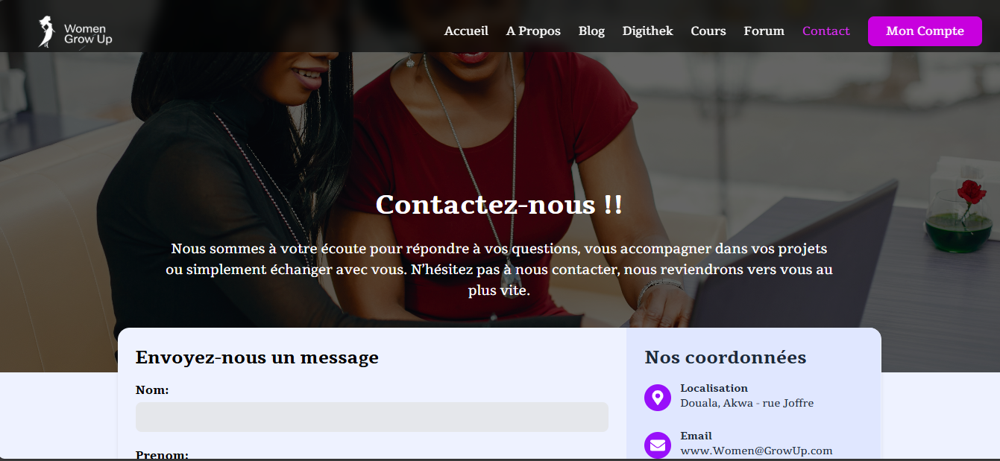 Women
Grow Up
Accueil A Propos Blog Digithek Cours Forum Contact Mon Compte
Contactez-nous !!
Nous sommes à votre écoute pour répondre à vos questions, vous accompagner dans vos projets
ou simplement échanger avec vous. N’hésitez pas à nous contacter, nous reviendrons vers vous au
plus vite.
Envoyez-nous un message
Nom:
Prenom:
Nos coordonnées
Localisation
Douala, Akwa - rue Joffre
Email
www.Women@GrowUp.com